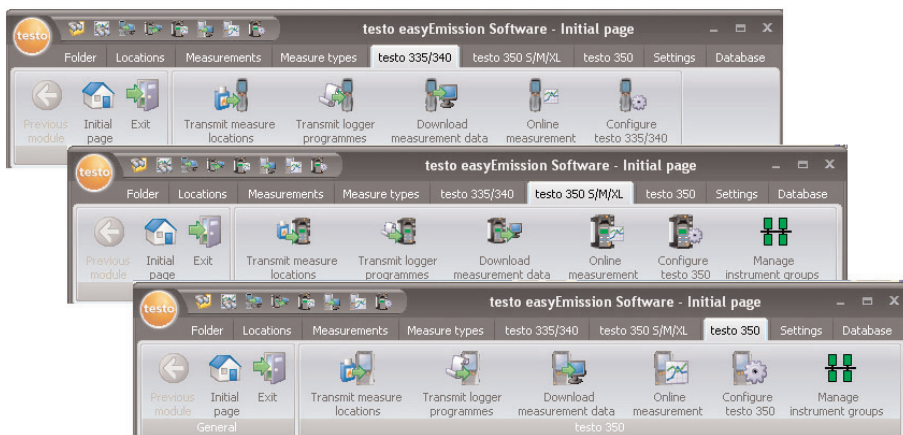 testo
testo easyEmission Software - Initial page
Folder Locations Measurements Measure types testo 335/340 testo 350 S/M/XL testo 350 Settings Database
Previous Initial Exit Transmit measure Transmit logger Download Online Configure
module page locations programmes measurement data measurement testo 335/340
testo
testo easyEmission Software - Initial page
Folder Locations Measurements Measure types testo 335/340 testo 350 S/M/XL testo 350 Settings Database
Previous Initial Exit Transmit measure Transmit logger Download Online Configure Manage
module page locations programmes measurement data measurement testo 350 instrument groups
testo
testo easyEmission Software - Initial page
Folder Locations Measurements Measure types testo 335/340 testo 350 S/M/XL testo 350 Settings Database
Previous Initial Exit Transmit measure Transmit logger Download Online Configure Manage
module page locations programmes measurement data measurement testo 350 instrument groups
General testo 350